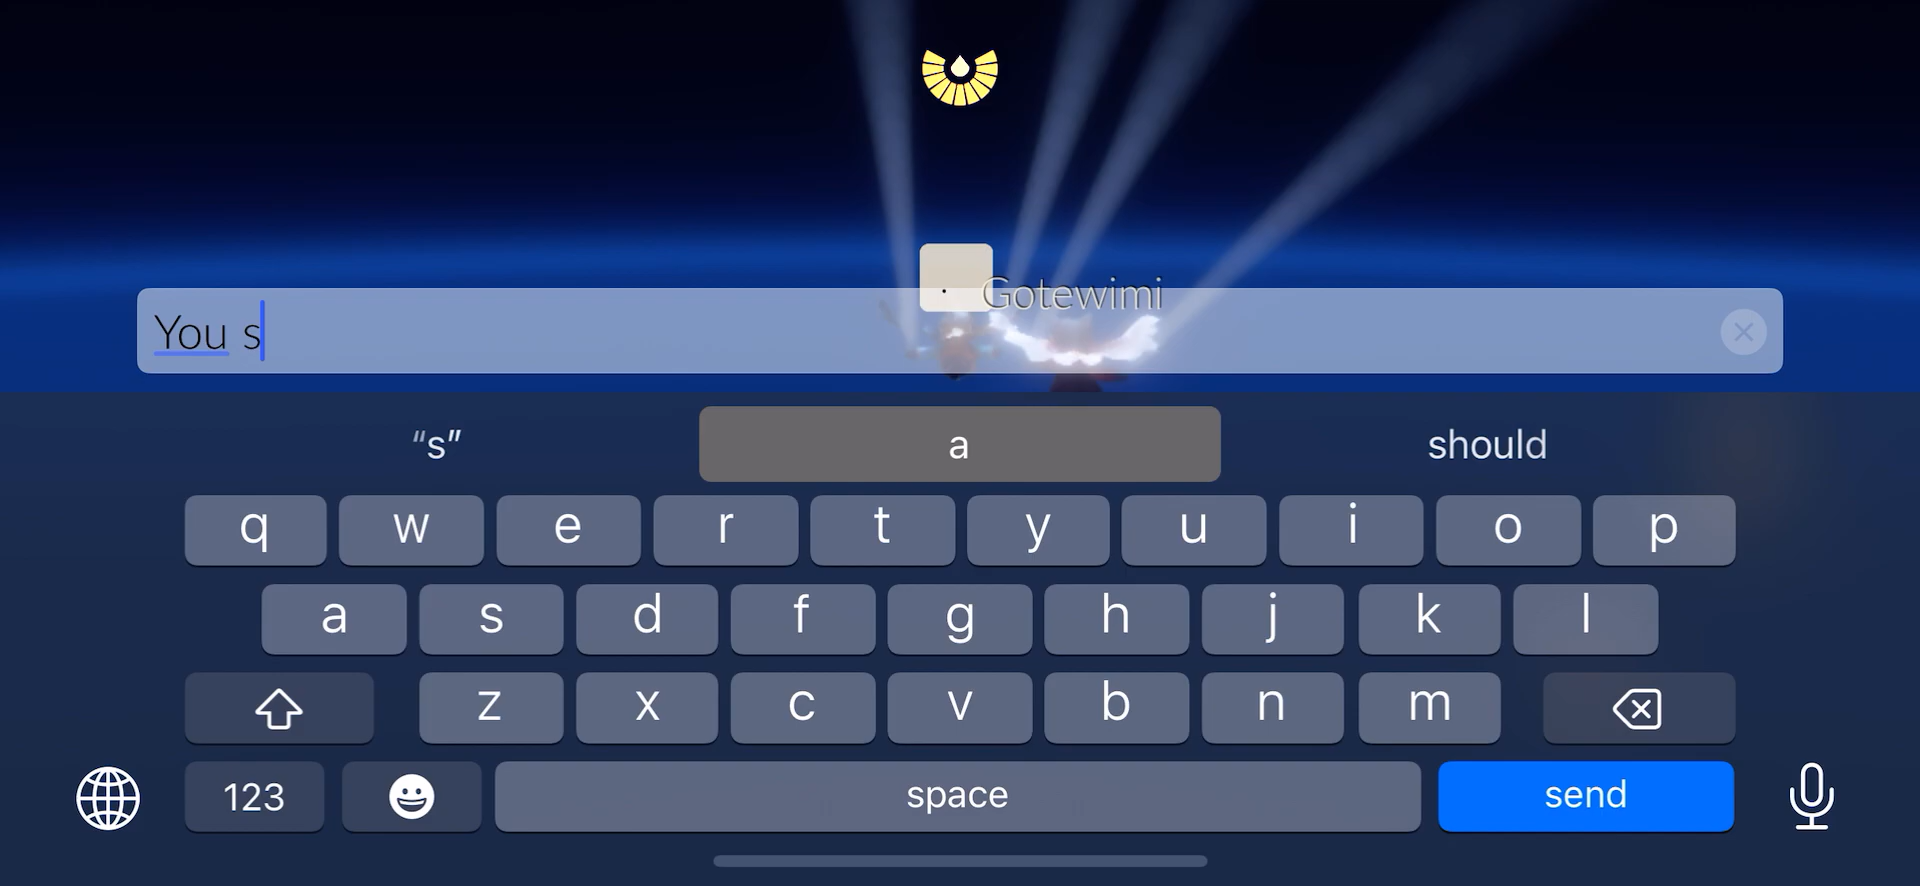 .
Gotewimi
You s
“s” a should
q w e r t y u i o p
a s d f g h j k l
z x c v b n m
123 space send